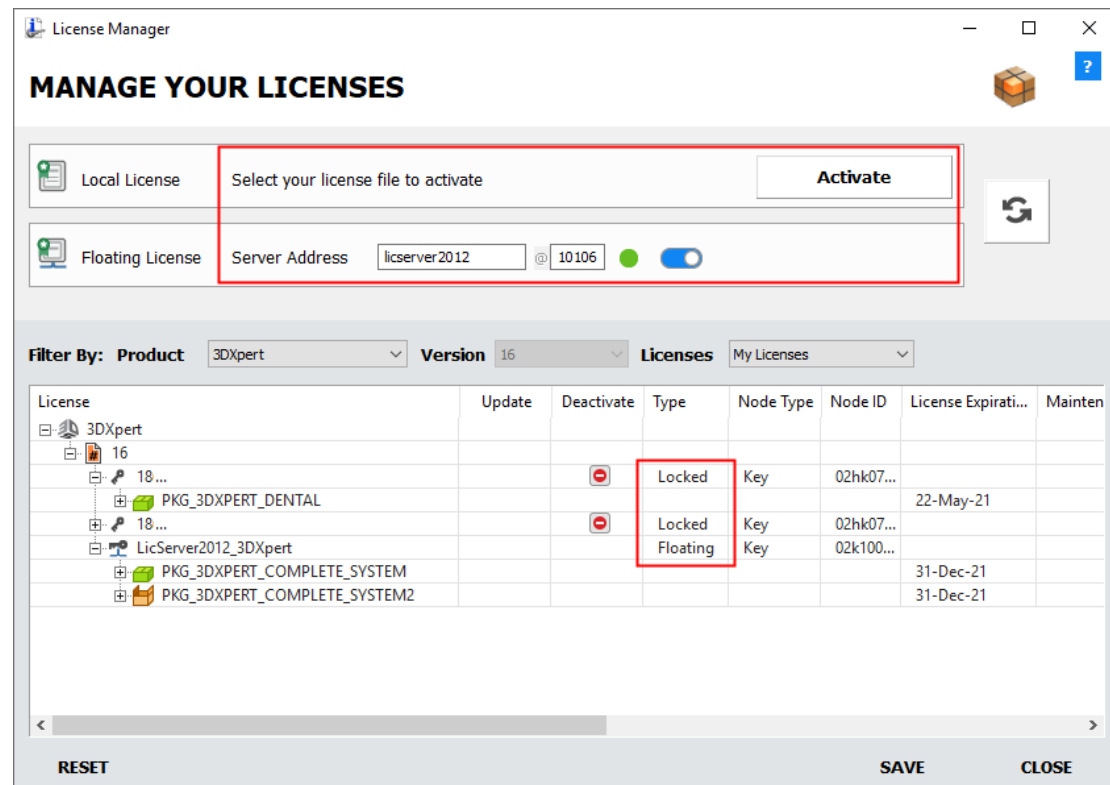 License Manager
MANAGE YOUR LICENSES
?
Local License Select your license file to activate Activate
Floating License Server Address licserver2012 @ 10106
Filter By: Product 3DXpert Version 16 Licenses My Licenses
License Update Deactivate Type Node Type Node ID License Expirati... Mainten
3DXpert
# 16
18... Locked Key 02hk07...
PKG_3DXPERT_DENTAL 22-May-21
18... Locked Key 02hk07...
LicServer2012_3DXpert Floating Key 02k100...
PKG_3DXPERT_COMPLETE_SYSTEM 31-Dec-21
PKG_3DXPERT_COMPLETE_SYSTEM2 31-Dec-21
RESET SAVE CLOSE